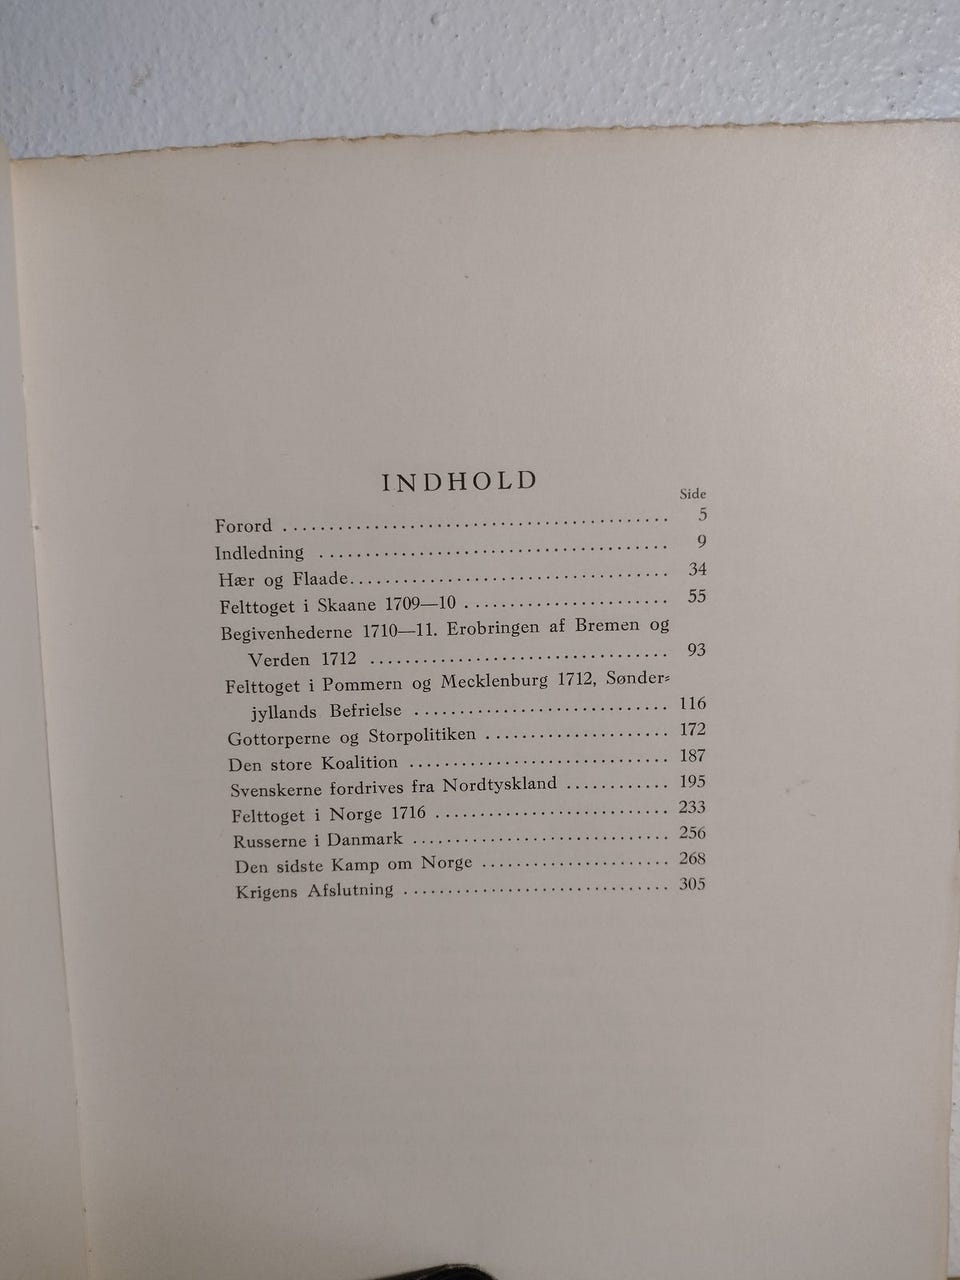 INDHOLD
Side
Forord ........................................ 5
Indledning ..................................... 9
Hær og Flaade.................................. 34
Felttoget i Skaane 1709—10 ...................... 55
Begivenhederne 1710—11. Erobringen af Bremen og
Verden 1712 ................................ 93
Felttoget i Pommern og Mecklenburg 1712, Sønder-
jyllands Befrielse ........................... 116
Gottorperne og Storpolitiken .................... 172
Den store Koalition ............................ 187
Svenskerne fordrives fra Nordtyskland ........... 195
Felttoget i Norge 1716 ......................... 233
Russerne i Danmark ............................ 256
Den sidste Kamp om Norge .................... 268
Krigens Afslutning ............................. 305